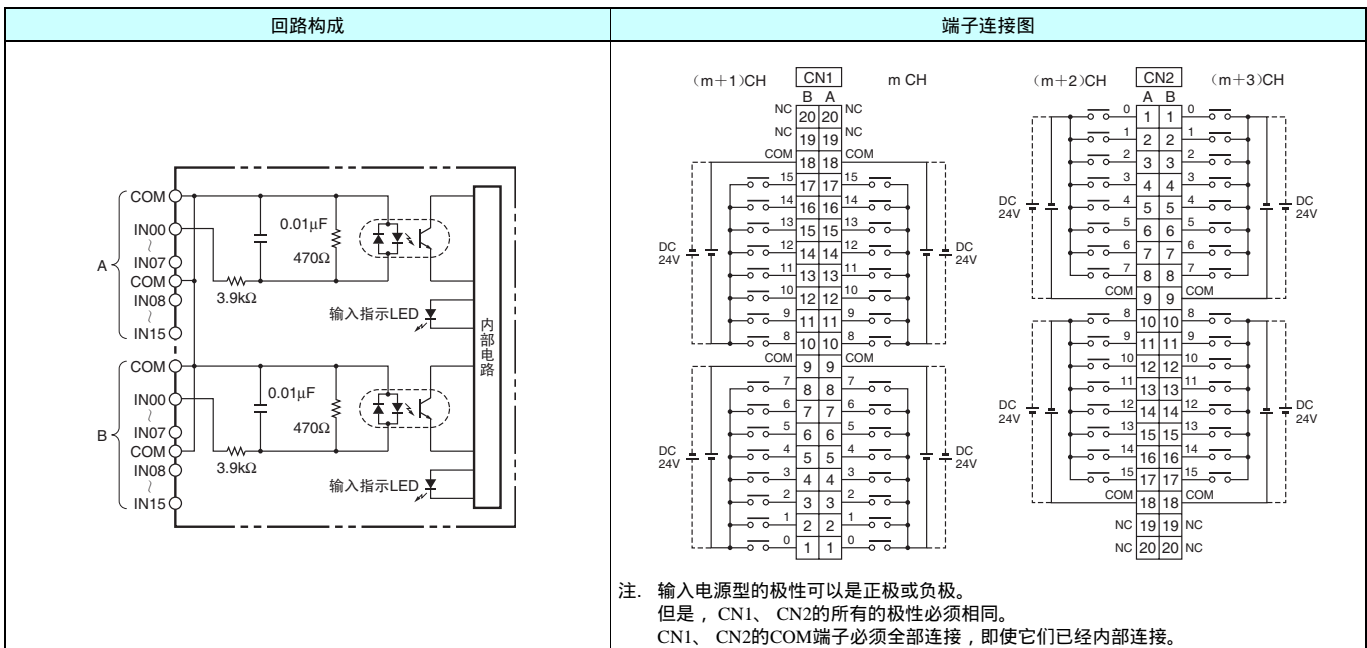 回路构成
端子连接图
COM
IN00
～
IN07
COM
IN08
～
IN15
A
COM
IN00
～
IN07
COM
IN08
～
IN15
B
0.01μF
470Ω
3.9kΩ
输入指示LED
0.01μF
470Ω
3.9kΩ
输入指示LED
内部电路
（m＋1）CH CN1 m CH
B A
NC 20 20 NC
NC 19 19 NC
COM 18 18 COM
15 17 17 15
14 16 16 14
13 15 15 13
DC 24V 12 14 14 12 DC 24V
11 13 13 11
10 12 12 10
9 11 11 9
8 10 10 8
COM 9 9 COM
7 8 8 7
6 7 7 6
5 6 6 5
DC 24V 4 5 5 4 DC 24V
3 4 4 3
2 3 3 2
1 2 2 1
0 1 1 0
（m＋2）CH CN2 （m＋3）CH
A B
0 1 1 0
1 2 2 1
2 3 3 2
3 4 4 3
DC 24V 4 5 5 4 DC 24V
5 6 6 5
6 7 7 6
7 8 8 7
COM 9 9 COM
8 10 10 8
9 11 11 9
10 12 12 10
11 13 13 11
DC 24V 12 14 14 12 DC 24V
13 15 15 13
14 16 16 14
15 17 17 15
COM 18 18 COM
NC 19 19 NC
NC 20 20 NC
注. 输入电源型的极性可以是正极或负极。
但是，CN1、 CN2的所有的极性必须相同。
CN1、 CN2的COM端子必须全部连接，即使它们已经内部连接。